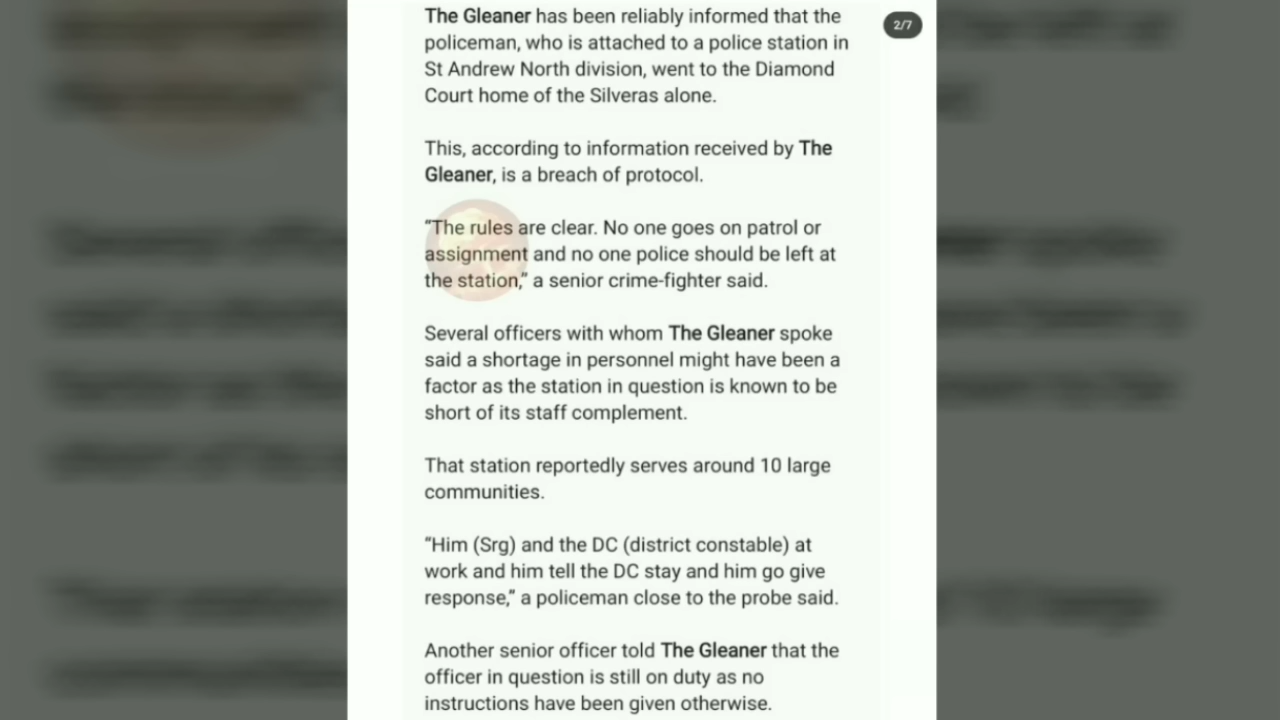 The Gleaner has been reliably informed that the
2/7
policeman, who is attached to a police station in
St Andrew North division, went to the Diamond
Court home of the Silveras alone.
This, according to information received by The
Gleaner, is a breach of protocol.
“The rules are clear. No one goes on patrol or
assignment and no one police should be left at
the station,” a senior crime-fighter said.
Several officers with whom The Gleaner spoke
said a shortage in personnel might have been a
factor as the station in question is known to be
short of its staff complement.
That station reportedly serves around 10 large
communities.
“Him (Srg) and the DC (district constable) at
work and him tell the DC stay and him go give
response,” a policeman close to the probe said.
Another senior officer told The Gleaner that the
officer in question is still on duty as no
instructions have been given otherwise.